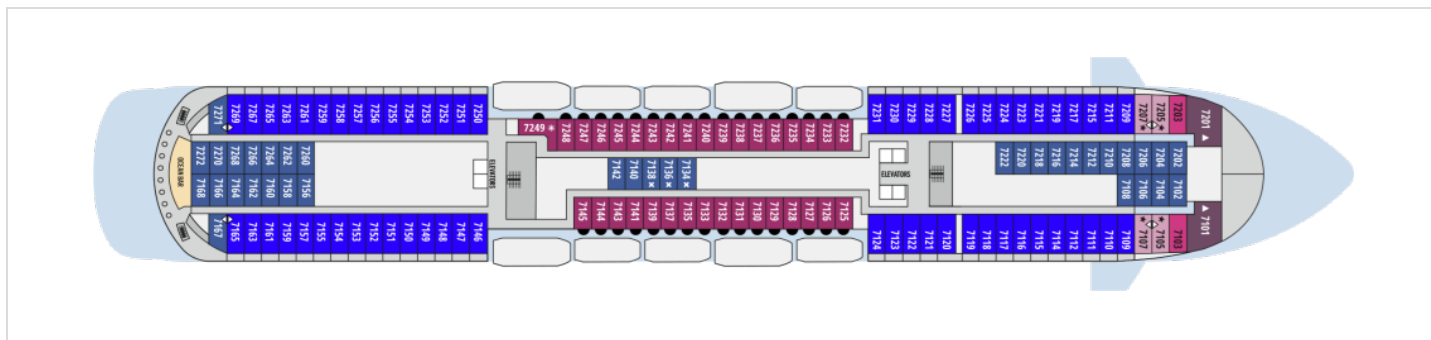 7271 7269 7267 7265 7263 7261 7259 7258 7257 7256 7255 7254 7253 7252 7251 7250
7249 * 7248 7247 7246 7245 7244 7243 7242 7241 7240 7239 7238 7237 7236 7235 7234 7233 7232
7231 7230 7229 7228 7227 7226 7225 7224 7223 7221 7219 7217 7215 7211 7209 7207* 7205* 7203 7201
OCEAN BAR
7272 7270 7268 7266 7264 7262 7260
ELEVATORS
7142 7140 7138 x 7136 x 7134 x
ELEVATORS
7222 7220 7218 7216 7214 7212 7210 7208 7206 7204 7202
7168 7166 7164 7162 7160 7158 7156
7108 7106 7104 7102
7167 7165 7163 7161 7159 7157 7155 7154 7153 7152 7151 7150 7149 7148 7147 7146
7145 7144 7143 7141 7139 7137 7135 7133 7132 7131 7130 7129 7128 7127 7126 7125
7124 7123 7122 7121 7120 7119 7118 7117 7116 7115 7114 7112 7111 7110 7109 7107* 7105* 7103 7101